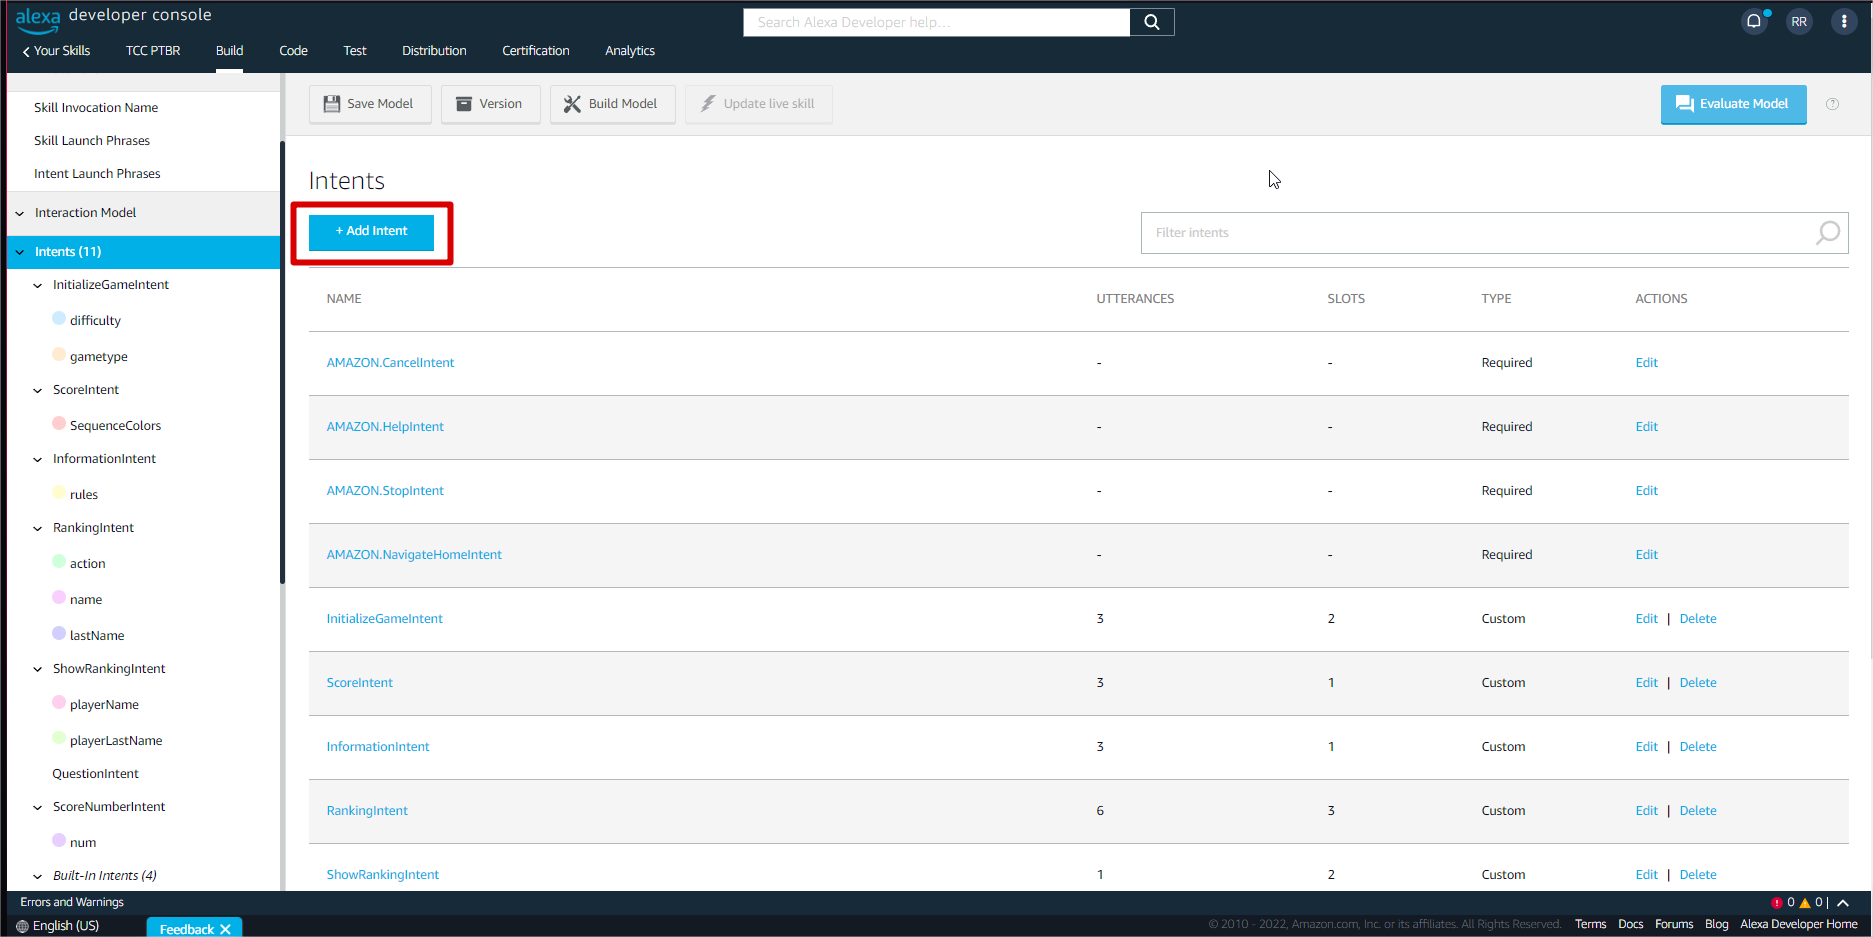 alexa developer console
Search Alexa Developer help...
RR
Your Skills TCC PTBR Build Code Test Distribution Certification Analytics
Skill Invocation Name
Skill Launch Phrases
Intent Launch Phrases
Interaction Model
Intents (11)
InitializeGameIntent
difficulty
gametype
ScoreIntent
SequenceColors
InformationIntent
rules
RankingIntent
action
name
lastName
ShowRankingIntent
playerName
playerLastName
QuestionIntent
ScoreNumberIntent
num
Built-In Intents (4)
Save Model Version Build Model Update live skill Evaluate Model ?
Intents
+ Add Intent
Filter intents
NAME UTTERANCES SLOTS TYPE ACTIONS
AMAZON.CancelIntent - - Required Edit
AMAZON.HelpIntent - - Required Edit
AMAZON.StopIntent - - Required Edit
AMAZON.NavigateHomeIntent - - Required Edit
InitializeGameIntent 3 2 Custom Edit | Delete
ScoreIntent 3 1 Custom Edit | Delete
InformationIntent 3 1 Custom Edit | Delete
RankingIntent 6 3 Custom Edit | Delete
ShowRankingIntent 1 2 Custom Edit | Delete
Errors and Warnings 0 0 |
English (US) Feedback X © 2010 - 2022, Amazon.com, Inc. or its affiliates. All Rights Reserved. Terms Docs Forums Blog Alexa Developer Home